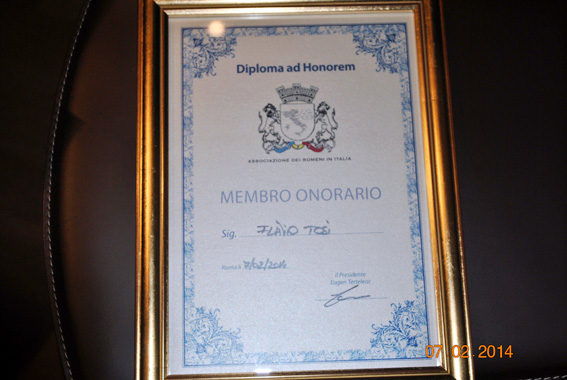 Diploma ad Honorem
ASSOCIAZIONE DEI ROMENI IN ITALIA
MEMBRO ONORARIO
Sig. FLAVIO TOSI
Roma li 7/02/2014
Il Presidente
Eugen Terteleac
07 02 2014